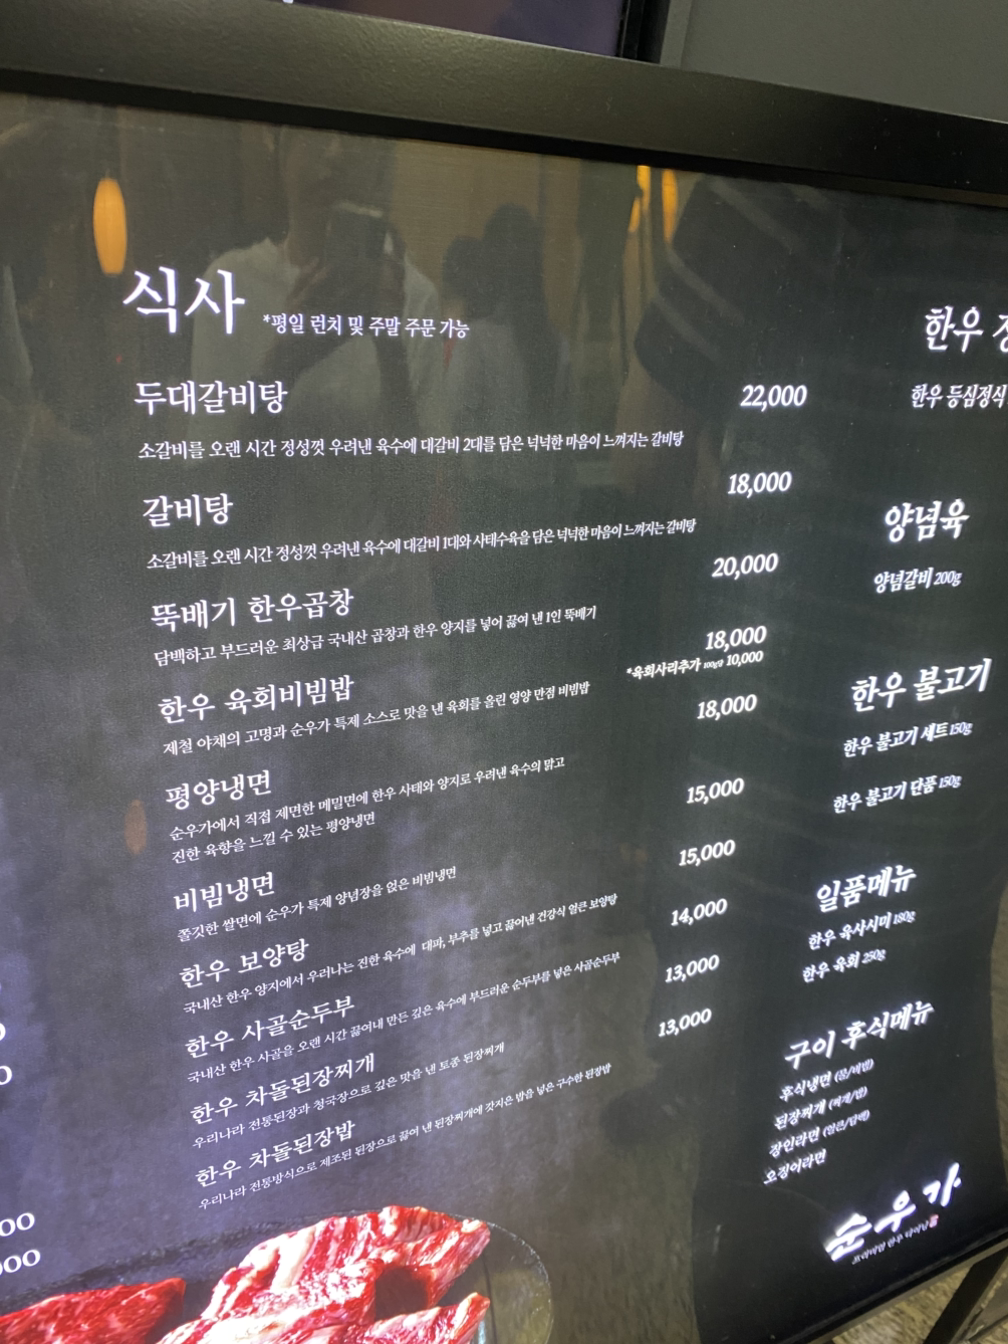 식사 *평일 런치 및 주말 주문 가능
두대갈비탕 22,000
소갈비를 오랜 시간 정성껏 우려낸 육수에 대갈비 2대를 담은 넉넉한 마음이 느껴지는 갈비탕
갈비탕 18,000
소갈비를 오랜 시간 정성껏 우려낸 육수에 대갈비 1대와 사태수육을 담은 넉넉한 마음이 느껴지는 갈비탕
뚝배기 한우곱창 20,000
담백하고 부드러운 최상급 국내산 곱창과 한우 양지를 넣어 끓여 낸 1인 뚝배기
한우 육회비빔밥 18,000
*육회사리추가 100g당 10,000
제철 야채의 고명과 순우가 특제 소스로 맛을 낸 육회를 올린 영양 만점 비빔밥
평양냉면 18,000
순우가에서 직접 제면한 메밀면에 한우 사태와 양지로 우려낸 육수의 맑고
진한 육향을 느낄 수 있는 평양냉면
비빔냉면 15,000
쫄깃한 쌀면에 순우가 특제 양념장을 얹은 비빔냉면
한우 보양탕 15,000
국내산 한우 양지에서 우러나는 진한 육수에 대파, 부추를 넣고 끓여낸 건강식 얼큰 보양탕
한우 사골순두부 14,000
국내산 한우 사골을 오랜 시간 끓여내 만든 깊은 육수에 부드러운 순두부를 넣은 사골순두부
한우 차돌된장찌개 13,000
우리나라 전통된장과 청국장으로 깊은 맛을 낸 토종 된장찌개
한우 차돌된장밥 13,000
우리나라 전통방식으로 제조된 된장으로 끓여 낸 된장찌개에 갓지은 밥을 넣은 구수한 된장밥
한우
한우 등심정식
양념육
양념갈비 200g
한우 불고기
한우 불고기 세트 150g
한우 불고기 단품 150g
일품메뉴
한우 육사시미 180g
한우 육회 250g
구이 후식메뉴
후식냉면 (물/비빔)
된장찌개 (찌개/밥)
장인라면 (얼큰/담백)
오징어라면
순우가
프리미엄 한우 다이닝